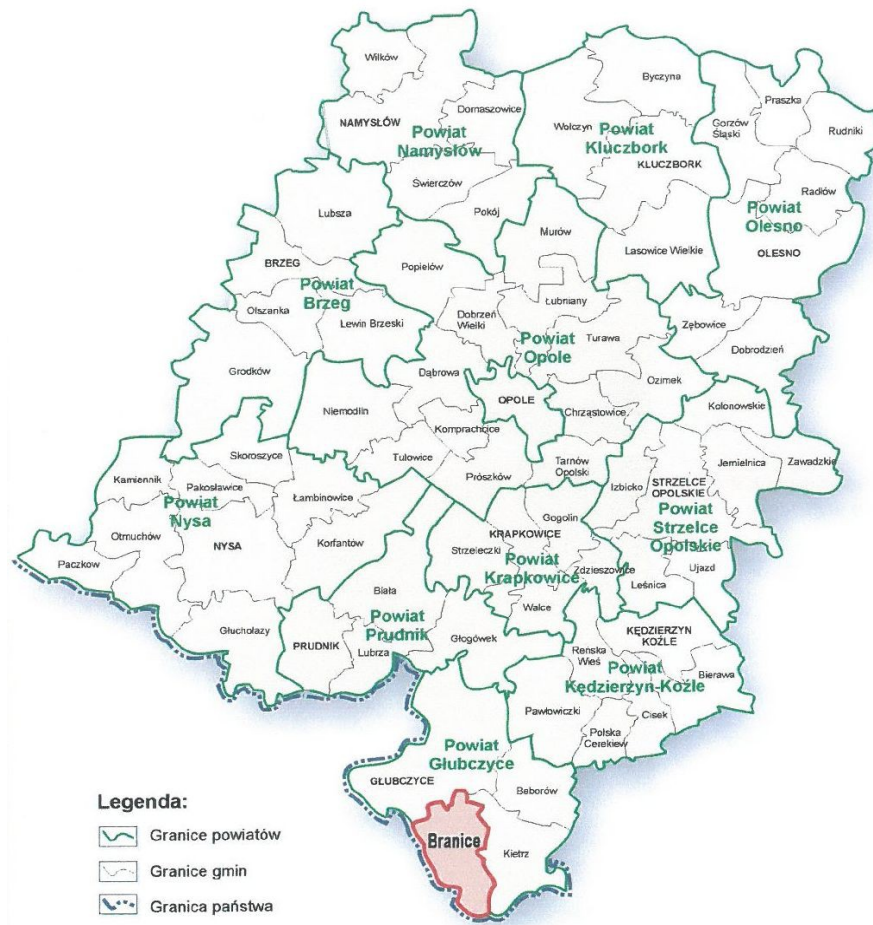 Wilków
Byczyna
Praszka
Domaszowice
NAMYSŁÓW
Powiat
Namysłów
Wołczyn
Powiat
Kluczbork
Gorzów
Śląski
Rudniki
KLUCZBORK
Świerczów
Radłów
Lubsza
Pokój
Powiat
Olesno
Murów
Lasowice Wielkie
OLESNO
BRZEG
Popielów
Powiat
Brzeg
Olszanka
Lewin Brzeski
Dobrzeń
Wielki
Łubniany
Powiat
Opole
Turawa
Zębowice
Dobrodzień
Grodków
Dąbrowa
Ozimek
Niemodlin
OPOLE
Chrząstowice
Kolonowskie
Komprachcice
Skoroszyce
Tułowice
Prószków
Tarnów
Opolski
Izbicko
STRZELCE
OPOLSKIE
Jemielnica
Zawadzkie
Kamiennik
Pakosławice
Powiat
Nysa
Łambinowice
Powiat
Strzelce
Opolskie
Otmuchów
NYSA
Korfantów
Gogolin
KRAPKOWICE
Strzeleczki
Powiat
Krapkowice
Zdzieszowice
Ujazd
Leśnica
Paczków
Biała
Walce
Powiat
Prudnik
Głuchołazy
PRUDNIK
Lubrza
Głogówek
KĘDZIERZYN
KOŹLE
Renska
Wieś
Powiat
Kędzierzyn-Koźle
Bierawa
Pawłowiczki
Cisek
Polska
Cerekiew
Powiat
Głubczyce
GŁUBCZYCE
Baborów
Branice
Kietrz
Legenda:
Granice powiatów
Granice gmin
Granica państwa